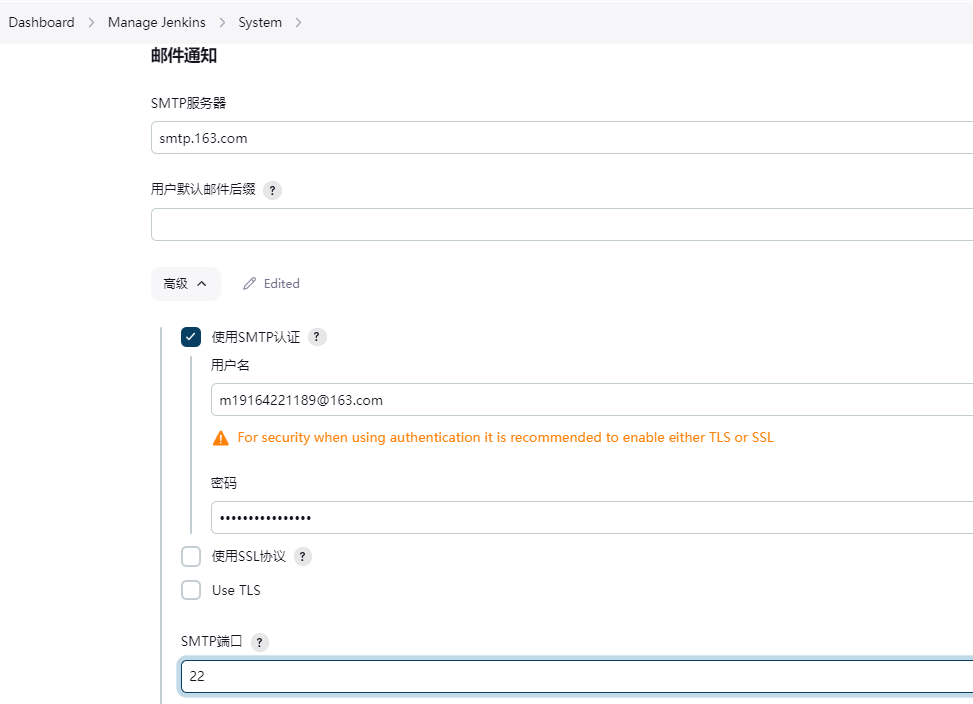 Dashboard > Manage Jenkins > System >
邮件通知
SMTP服务器
smtp.163.com
用户默认邮件后缀 ?
高级 Edited
使用SMTP认证 ?
用户名
m19164221189@163.com
For security when using authentication it is recommended to enable either TLS or SSL
密码
••••••••••••••••
使用SSL协议 ?
Use TLS
SMTP端口 ?
22